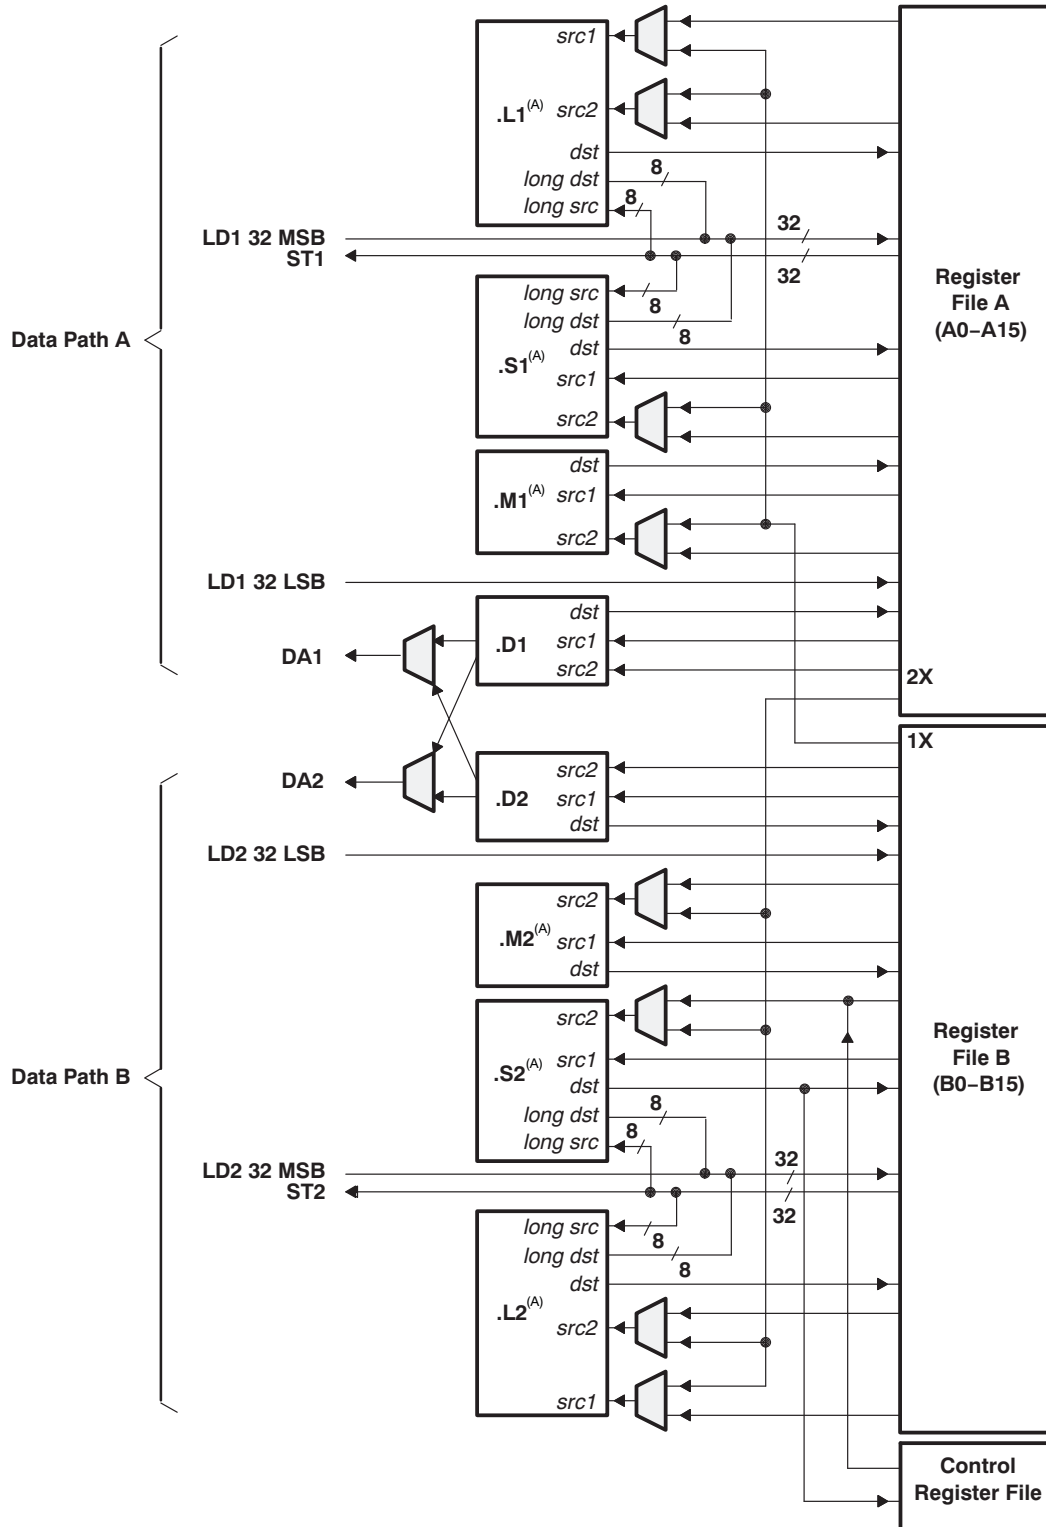 src1
.L1(A) src2
dst
long dst 8
long src 8
LD1 32 MSB 32
ST1 32
long src 8
long dst 8
dst
.S1(A)
src1
src2
Register
File A
(A0–A15)
Data Path A
dst
.M1(A) src1
src2
LD1 32 LSB
dst
.D1 src1
src2
DA1
2X
1X
DA2
src2
.D2 src1
dst
LD2 32 LSB
src2
.M2(A) src1
dst
src2
src1
.S2(A)
dst
long dst 8
long src 8
Register
File B
(B0–B15)
Data Path B
LD2 32 MSB 32
ST2 32
long src 8
long dst 8
dst
.L2(A)
src2
src1
Control
Register File